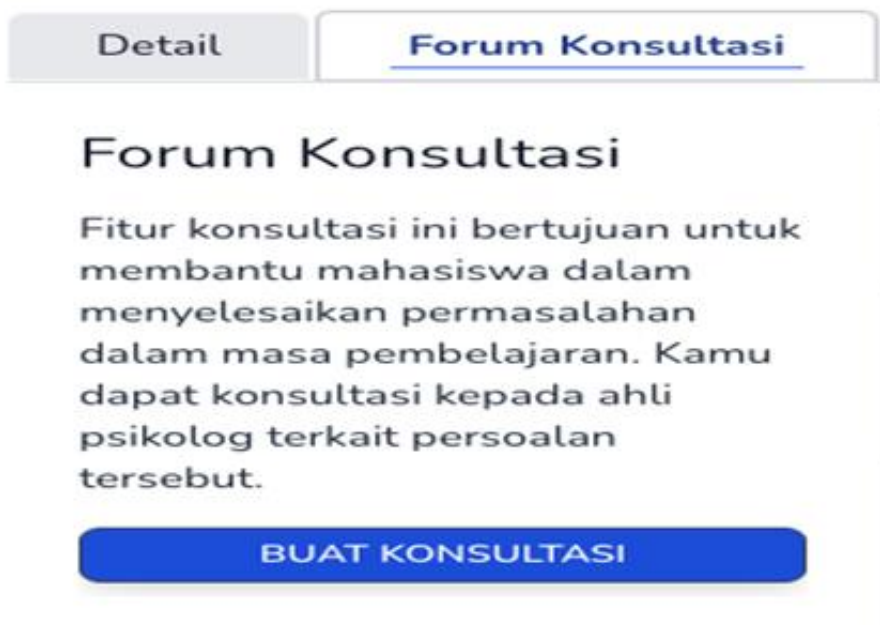 Detail
Forum Konsultasi
Forum Konsultasi
Fitur konsultasi ini bertujuan untuk
membantu mahasiswa dalam
menyelesaikan permasalahan
dalam masa pembelajaran. Kamu
dapat konsultasi kepada ahli
psikolog terkait persoalan
tersebut.
BUAT KONSULTASI